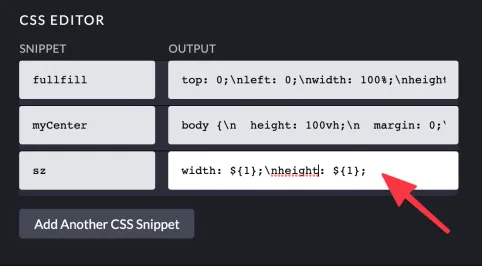 CSS EDITOR
SNIPPET OUTPUT
fullfill top: 0;\nleft: 0;\nwidth: 100%;\nheight
myCenter body {\n  height: 100vh;\n  margin: 0;\
sz width: ${1};\nheight: ${1};
Add Another CSS Snippet